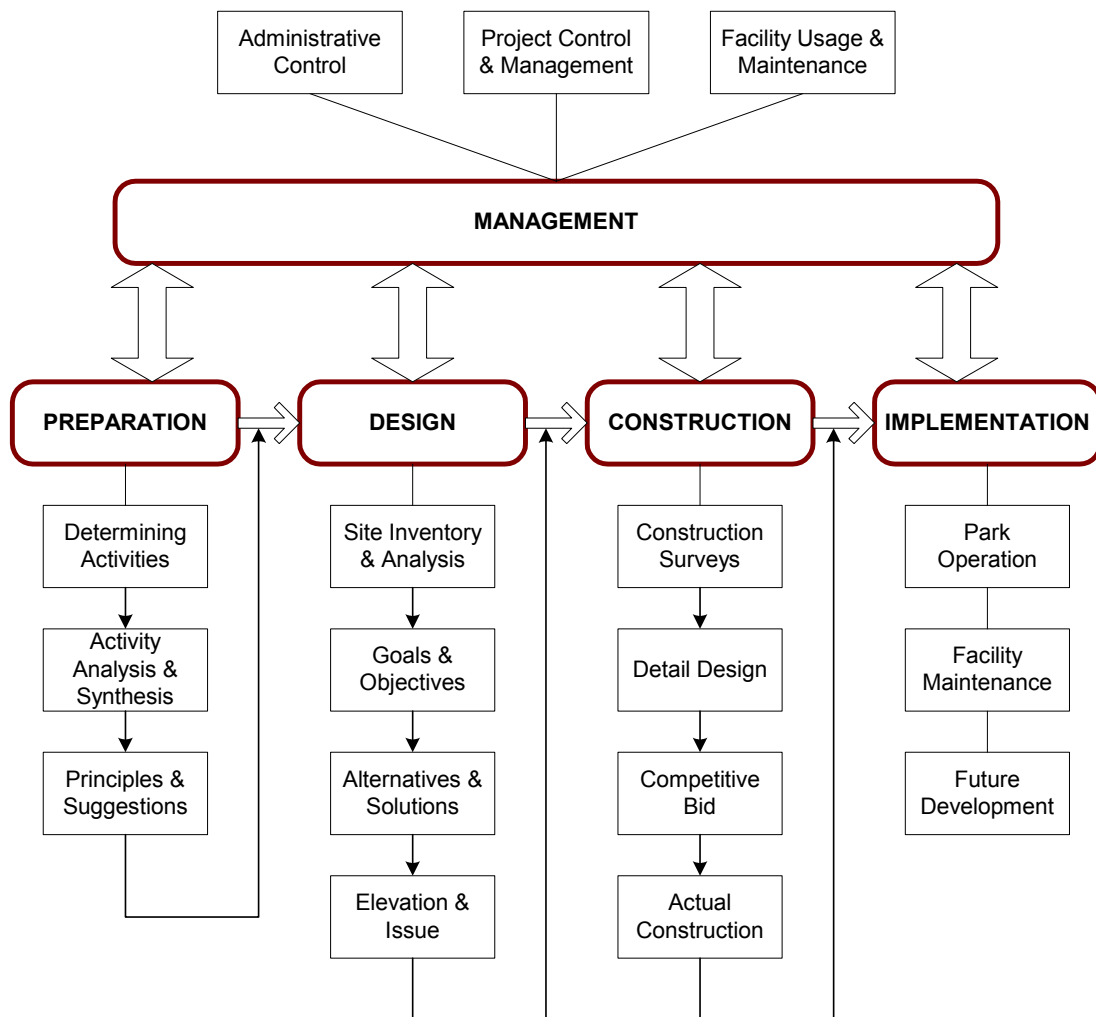 Administrative
Control
Project Control
& Management
Facility Usage &
Maintenance
MANAGEMENT
PREPARATION
DESIGN
CONSTRUCTION
IMPLEMENTATION
Determining
Activities
Activity
Analysis &
Synthesis
Principles &
Suggestions
Site Inventory
& Analysis
Goals &
Objectives
Alternatives &
Solutions
Elevation &
Issue
Construction
Surveys
Detail Design
Competitive
Bid
Actual
Construction
Park
Operation
Facility
Maintenance
Future
Development